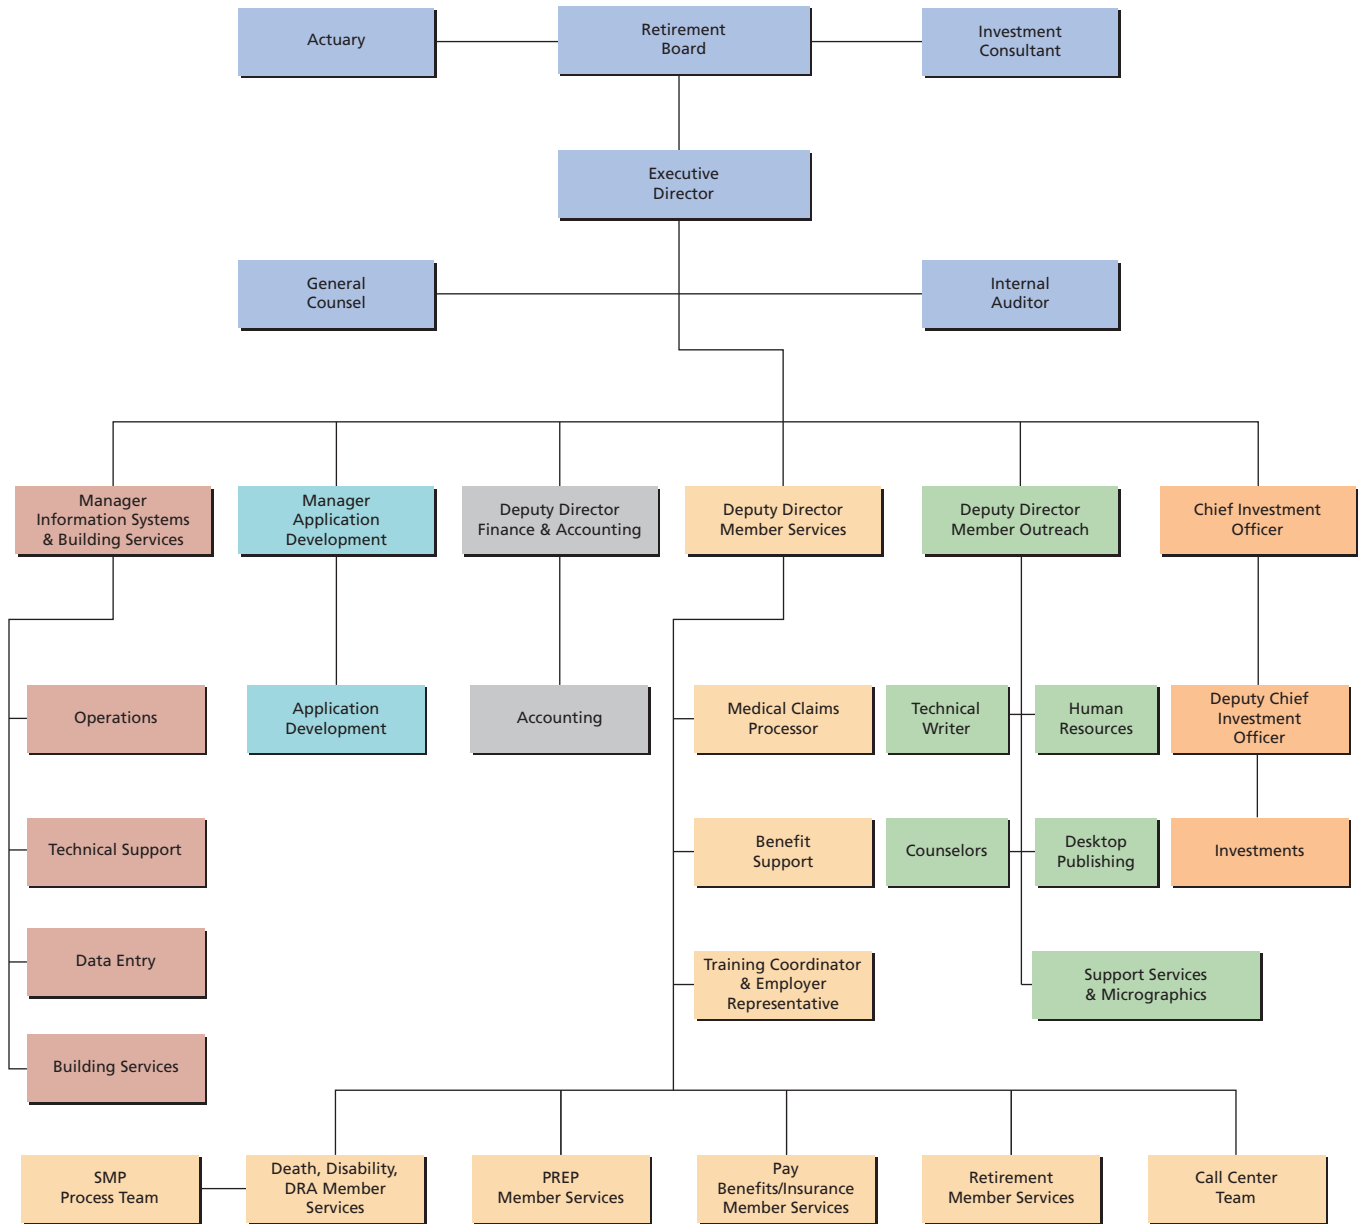 Actuary
Retirement
Board
Investment
Consultant
Executive
Director
General
Counsel
Internal
Auditor
Manager
Information Systems
& Building Services
Manager
Application
Development
Deputy Director
Finance & Accounting
Deputy Director
Member Services
Deputy Director
Member Outreach
Chief Investment
Officer
Operations
Application
Development
Accounting
Medical Claims
Processor
Technical
Writer
Human
Resources
Deputy Chief
Investment
Officer
Technical Support
Benefit
Support
Counselors
Desktop
Publishing
Investments
Data Entry
Training Coordinator
& Employer
Representative
Support Services
& Micrographics
Building Services
SMP
Process Team
Death, Disability,
DRA Member
Services
PREP
Member Services
Pay
Benefits/Insurance
Member Services
Retirement
Member Services
Call Center
Team